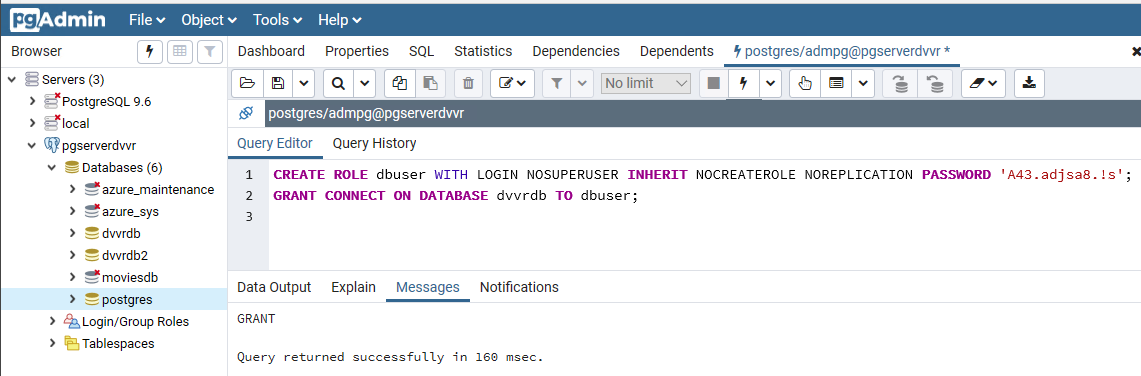 pgAdmin File Object Tools Help
Browser Dashboard Properties SQL Statistics Dependencies Dependents postgres/admpg@pgserverdvvr *
Servers (3)
PostgreSQL 9.6
local
pgserverdvvr
Databases (6)
azure_maintenance
azure_sys
dvvrdb
dvvrdb2
moviesdb
postgres
Login/Group Roles
Tablespaces
No limit
postgres/admpg@pgserverdvvr
Query Editor Query History
1 CREATE ROLE dbuser WITH LOGIN NOSUPERUSER INHERIT NOCREATEROLE NOREPLICATION PASSWORD 'A43.adjsa8.!s';
2 GRANT CONNECT ON DATABASE dvvrdb TO dbuser;
3
Data Output Explain Messages Notifications
GRANT
Query returned successfully in 160 msec.